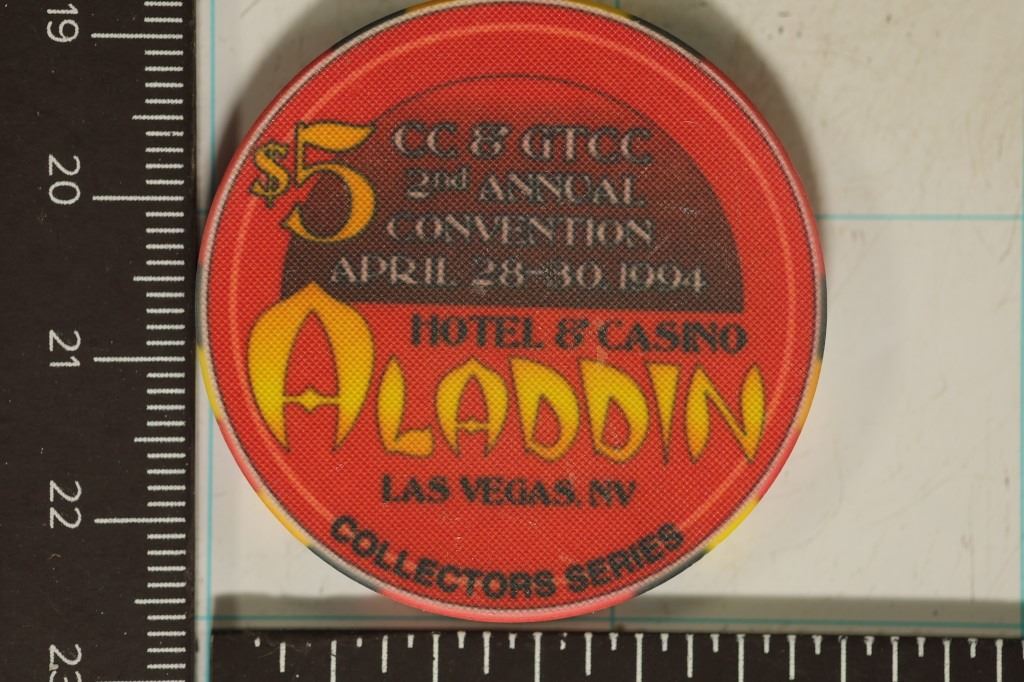 $5
CC & GTCC
2nd ANNUAL
CONVENTION
APRIL 28-30, 1994
HOTEL & CASINO
ALADDIN
LAS VEGAS, NV
COLLECTORS SERIES
19
20
21
22
23